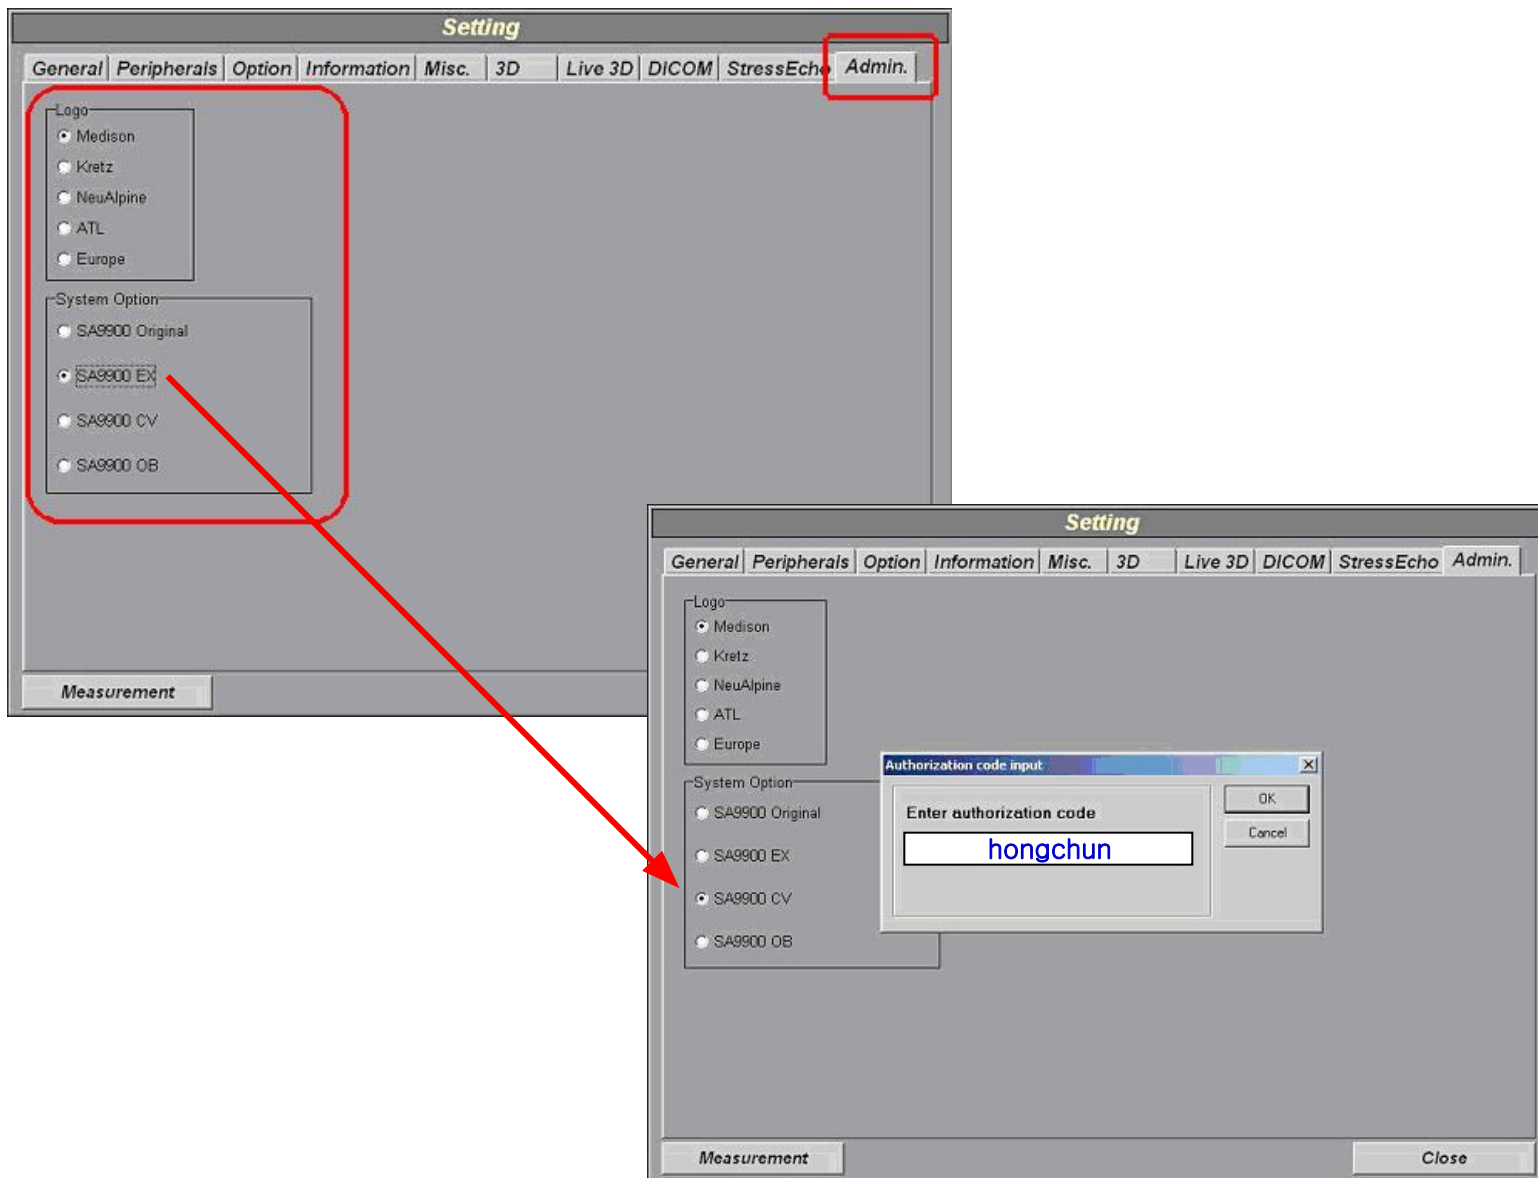 Setting
General Peripherals Option Information Misc. 3D Live 3D DICOM StressEcho Admin.
Logo
Medison
Kretz
NeuAlpine
ATL
Europe
System Option
SA9900 Original
SA9900 EX
SA9900 CV
SA9900 OB
Measurement
Setting
General Peripherals Option Information Misc. 3D Live 3D DICOM StressEcho Admin.
Logo
Medison
Kretz
NeuAlpine
ATL
Europe
System Option
SA9900 Original
SA9900 EX
SA9900 CV
SA9900 OB
Authorization code input
Enter authorization code
hongchun
OK
Cancel
Measurement Close